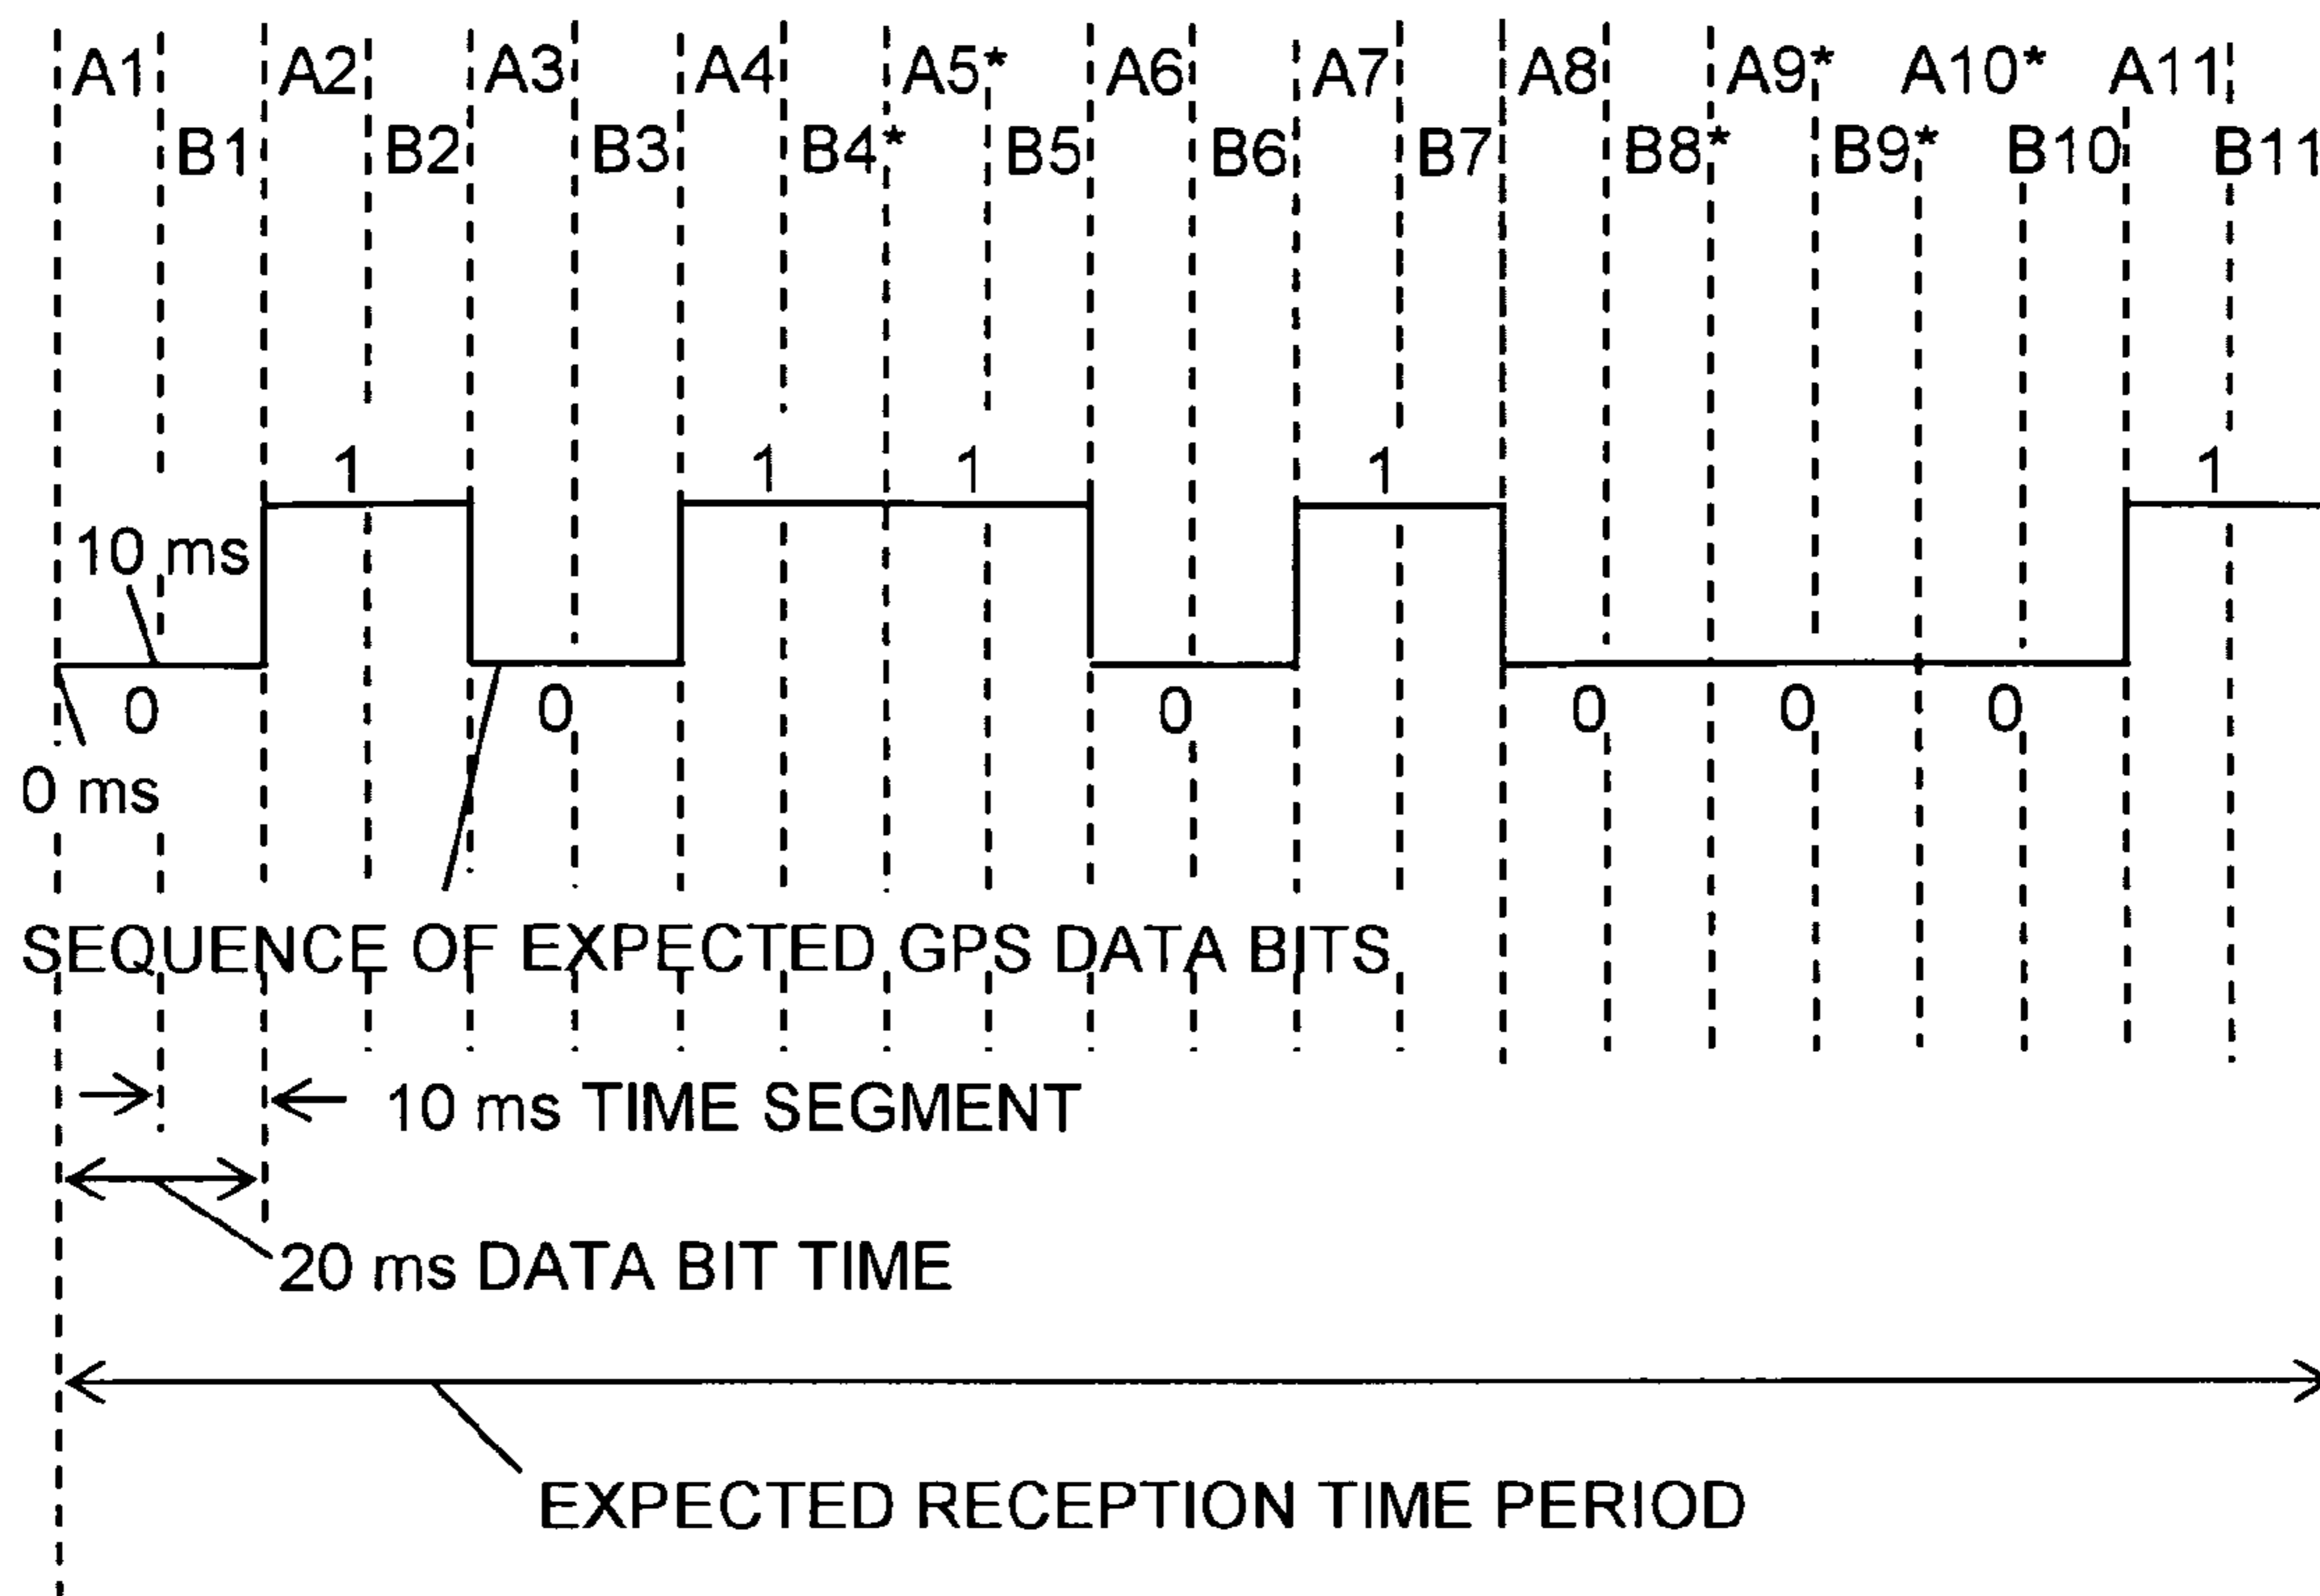 A1 A2 A3 A4 A5* A6 A7 A8 A9* A10* A11
B1 B2 B3 B4* B5 B6 B7 B8* B9* B10 B11
1 1 1 1 1
10 ms
0 0 0 0 0 0
0 ms
SEQUENCE OF EXPECTED GPS DATA BITS
10 ms TIME SEGMENT
20 ms DATA BIT TIME
EXPECTED RECEPTION TIME PERIOD